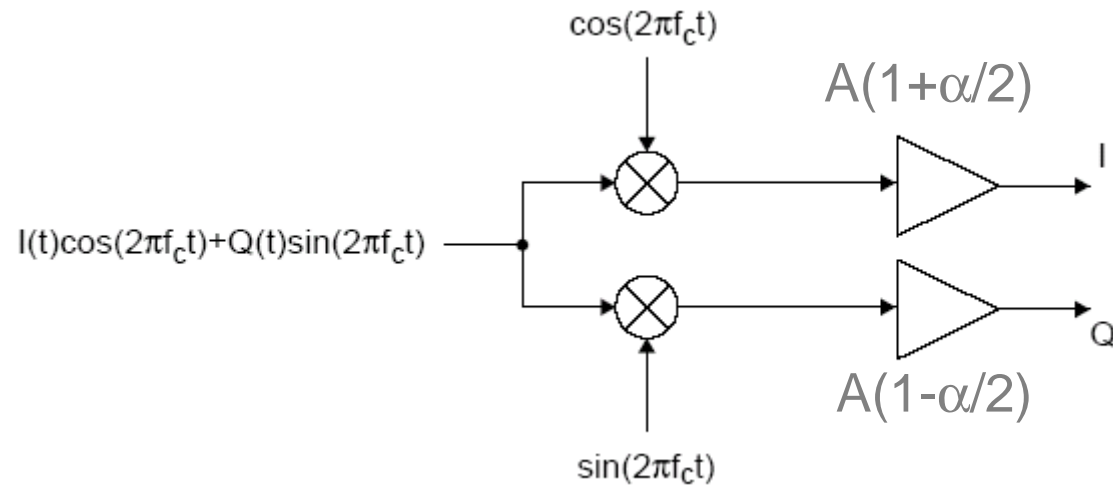 cos(2πf_ct)
A(1+α/2)
I
I(t)cos(2πf_ct)+Q(t)sin(2πf_ct)
Q
A(1-α/2)
sin(2πf_ct)